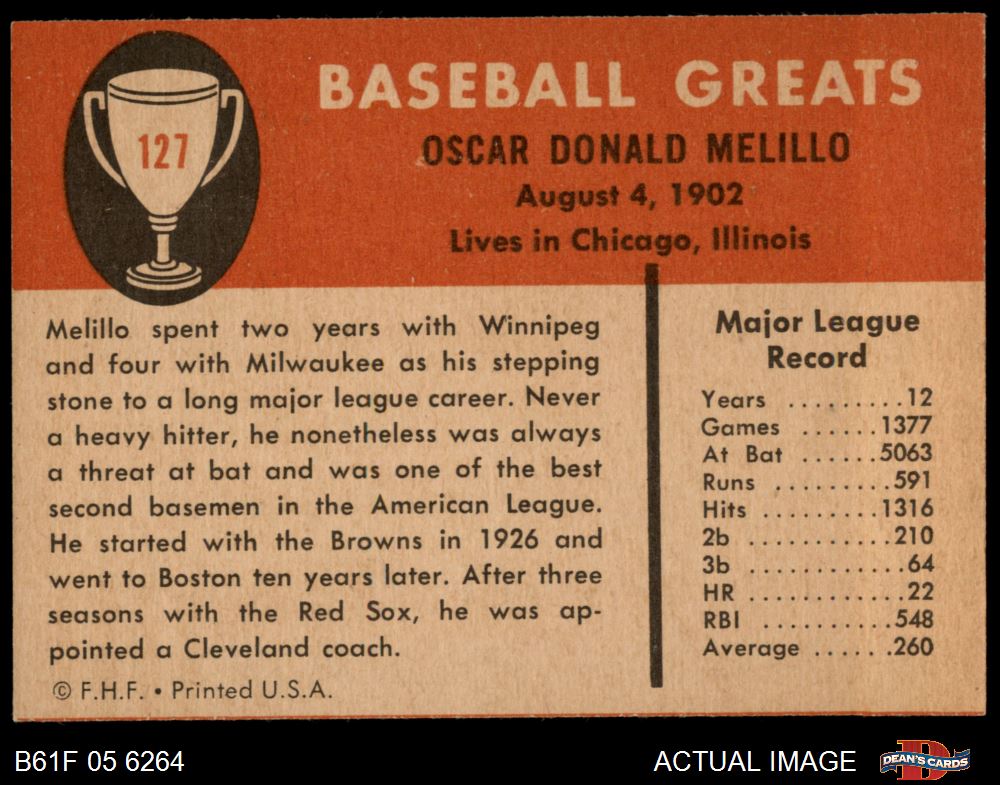 127
BASEBALL GREATS
OSCAR DONALD MELILLO
August 4, 1902
Lives in Chicago, Illinois
Melillo spent two years with Winnipeg
and four with Milwaukee as his stepping
stone to a long major league career. Never
a heavy hitter, he nonetheless was always
a threat at bat and was one of the best
second basemen in the American League.
He started with the Browns in 1926 and
went to Boston ten years later. After three
seasons with the Red Sox, he was ap-
pointed a Cleveland coach.
© F.H.F. • Printed U.S.A.
Major League
Record
Years .........12
Games ......1377
At Bat ......5063
Runs .........591
Hits .........1316
2b ...........210
3b ............64
HR ............22
RBI ..........548
Average ......260
B61F 05 6264
ACTUAL IMAGE
D
DEAN'S CARDS